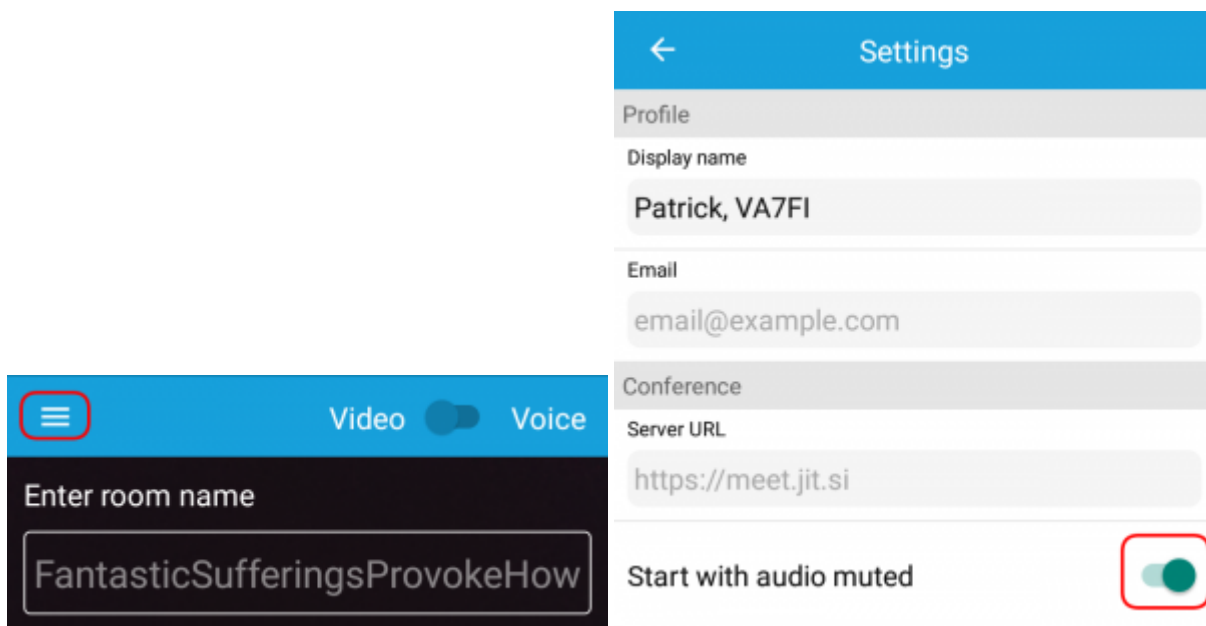 Video Voice
Enter room name
FantasticSufferingsProvokeHow
Settings
Profile
Display name
Patrick, VA7FI
Email
email@example.com
Conference
Server URL
https://meet.jit.si
Start with audio muted